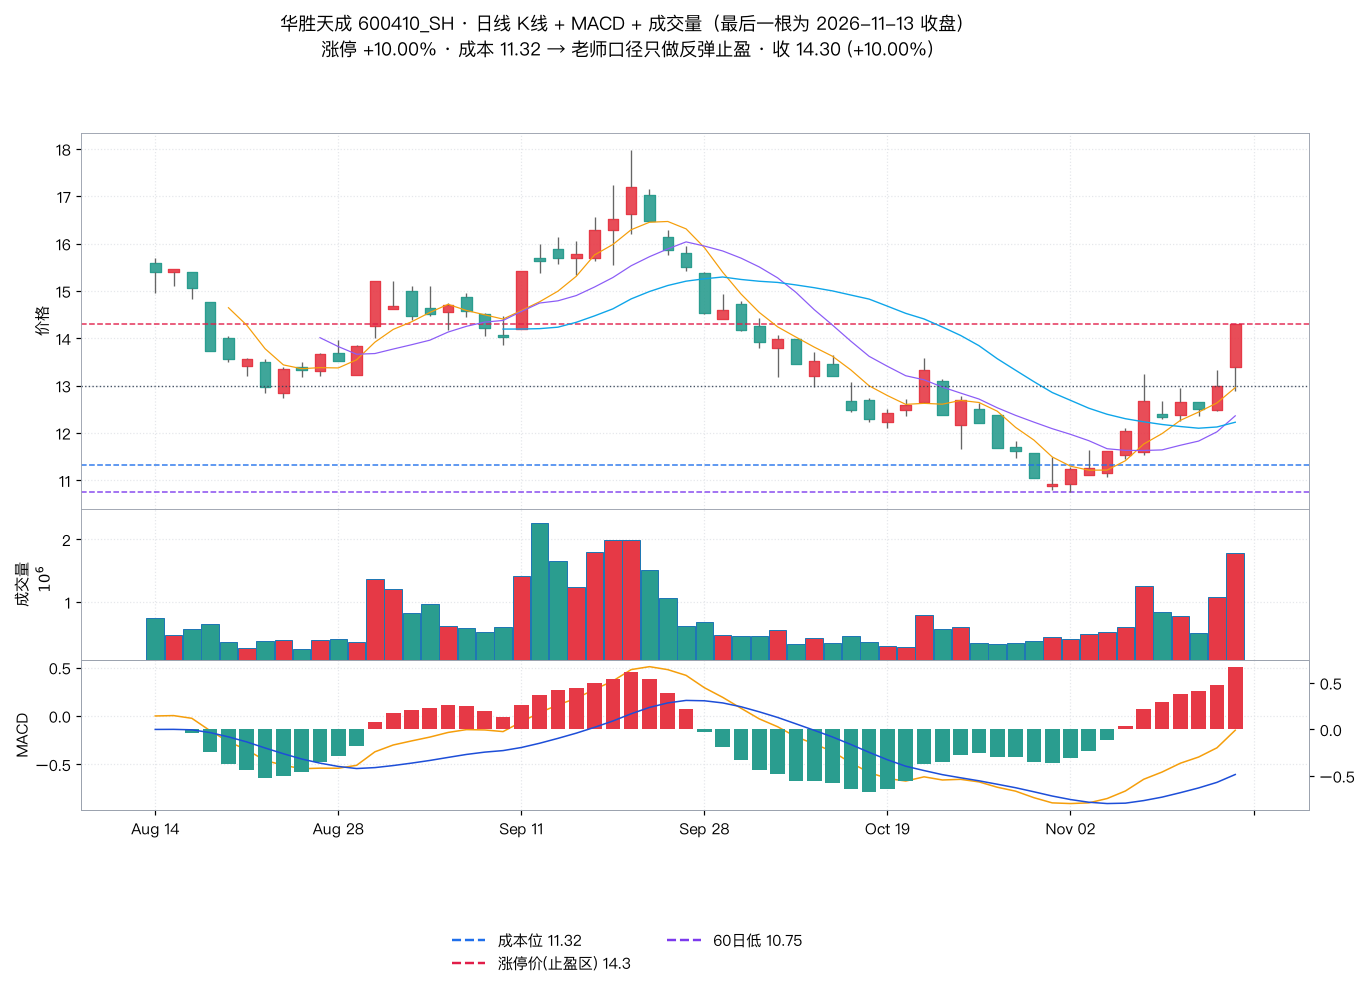 华胜天成 600410_SH · 日线 K线 + MACD + 成交量（最后一根为 2026−11−13 收盘）
涨停 +10.00% · 成本 11.32 → 老师口径只做反弹止盈 · 收 14.30 (+10.00%)
18
17
16
15
14
13
12
11
价格
2
1
成交量
10⁶
0.5
0.0
−0.5
MACD
0.5
0.0
−0.5
Aug 14
Aug 28
Sep 11
Sep 28
Oct 19
Nov 02
成本位 11.32
60日低 10.75
涨停价(止盈区) 14.3